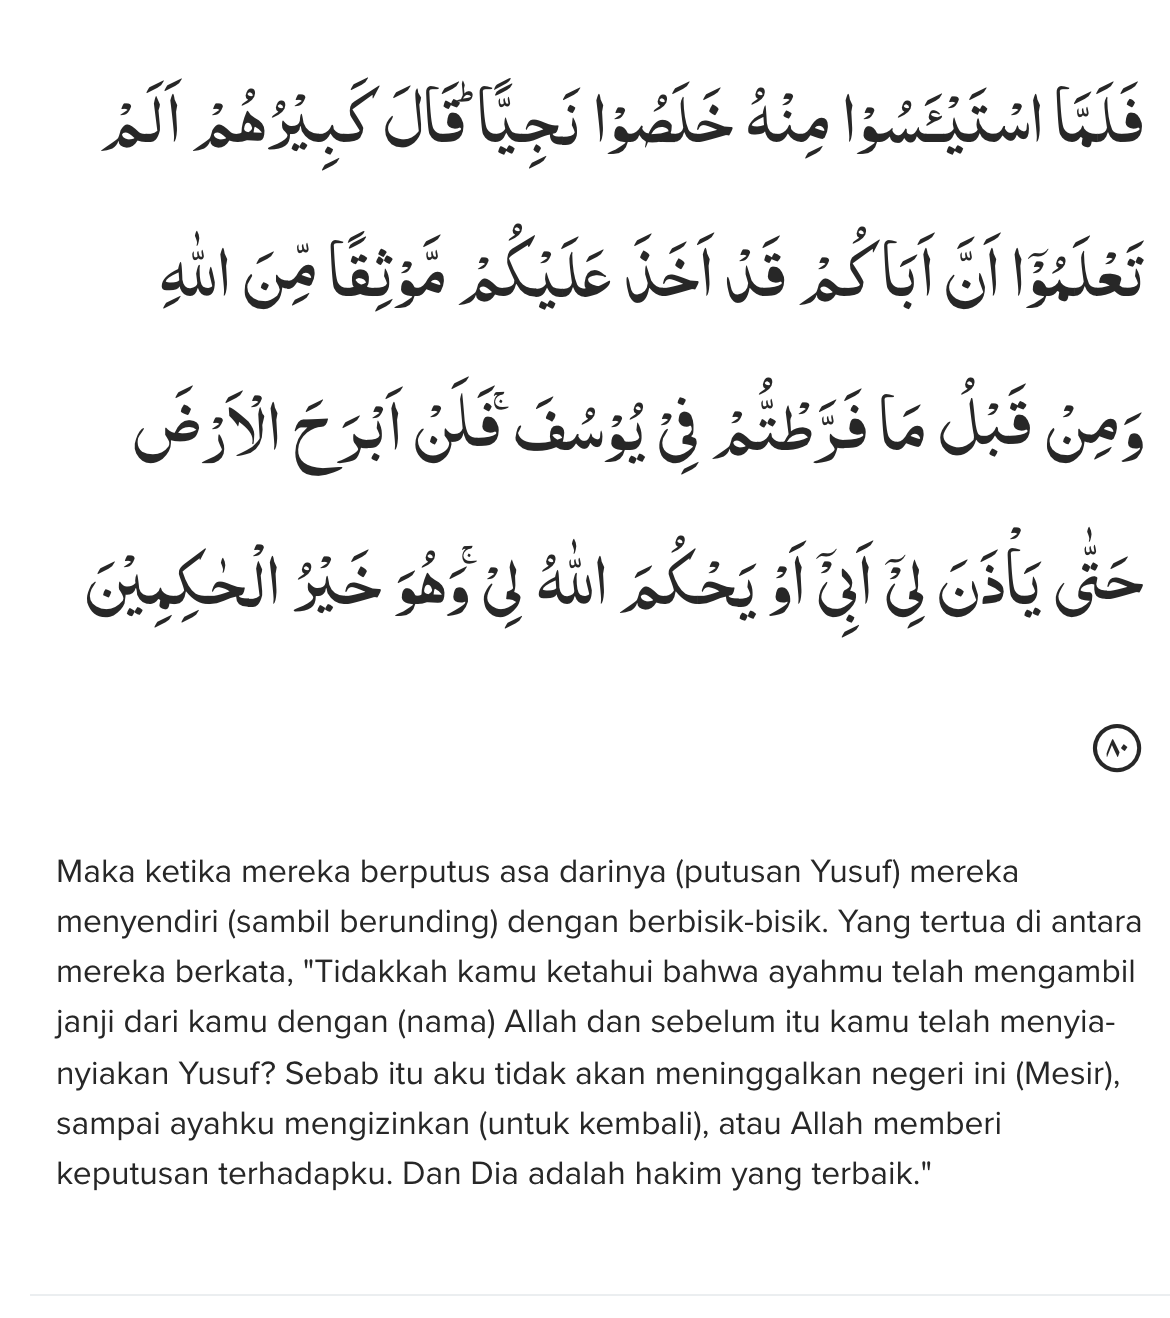 فَلَمَّا اسْتَيْـَٔسُوْا مِنْهُ خَلَصُوْا نَجِيًّاۗ قَالَ كَبِيْرُهُمْ اَلَمْ
تَعْلَمُوْٓا اَنَّ اَبَاكُمْ قَدْ اَخَذَ عَلَيْكُمْ مَّوْثِقًا مِّنَ اللّٰهِ
وَمِنْ قَبْلُ مَا فَرَّطْتُّمْ فِيْ يُوْسُفَ ۚفَلَنْ اَبْرَحَ الْاَرْضَ
حَتّٰى يَأْذَنَ لِيْٓ اَبِيْٓ اَوْ يَحْكُمَ اللّٰهُ لِيْۚ وَهُوَ خَيْرُ الْحٰكِمِيْنَ
٨٠
Maka ketika mereka berputus asa darinya (putusan Yusuf) mereka
menyendiri (sambil berunding) dengan berbisik-bisik. Yang tertua di antara
mereka berkata, "Tidakkah kamu ketahui bahwa ayahmu telah mengambil
janji dari kamu dengan (nama) Allah dan sebelum itu kamu telah menyia-
nyiakan Yusuf? Sebab itu aku tidak akan meninggalkan negeri ini (Mesir),
sampai ayahku mengizinkan (untuk kembali), atau Allah memberi
keputusan terhadapku. Dan Dia adalah hakim yang terbaik."